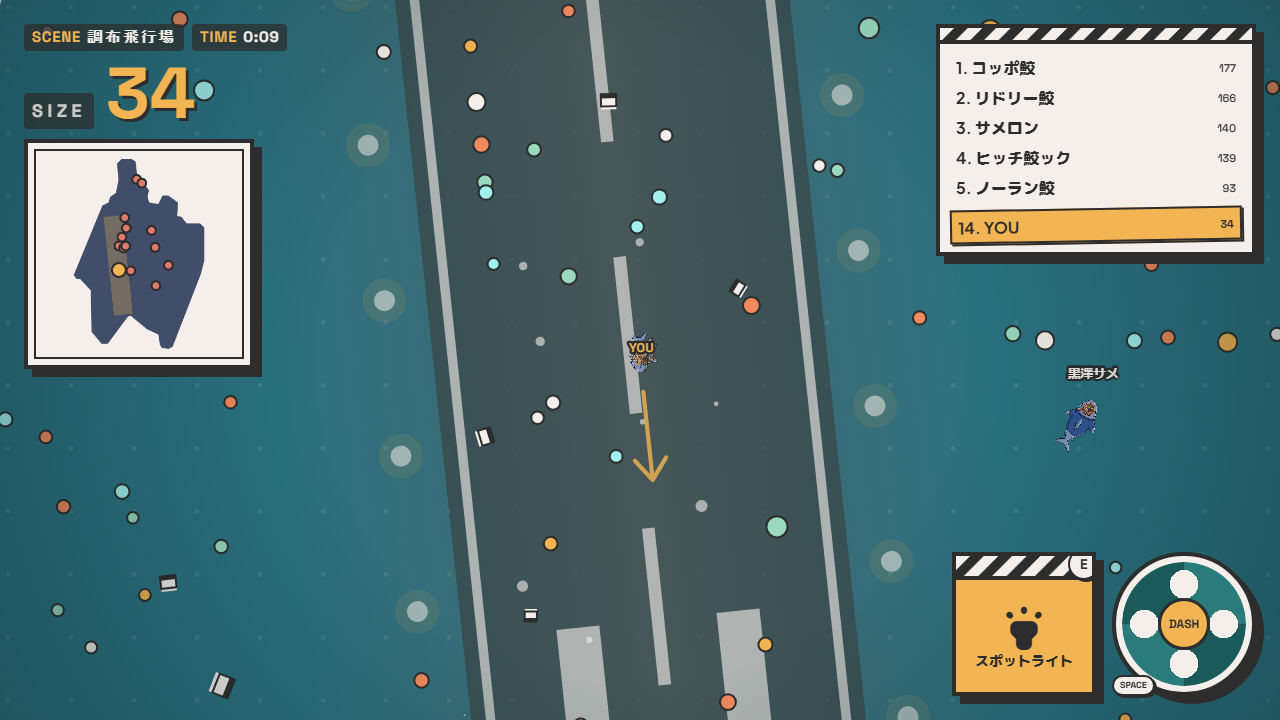 SCENE 調布飛行場 TIME 0:09
SIZE 34
1. コッポ鮫 177
2. リドリー鮫 166
3. サメロン 140
4. ヒッチ鮫ック 139
5. ノーラン鮫 93
14. YOU 34
YOU
黒澤サメ
E
スポットライト
DASH
SPACE